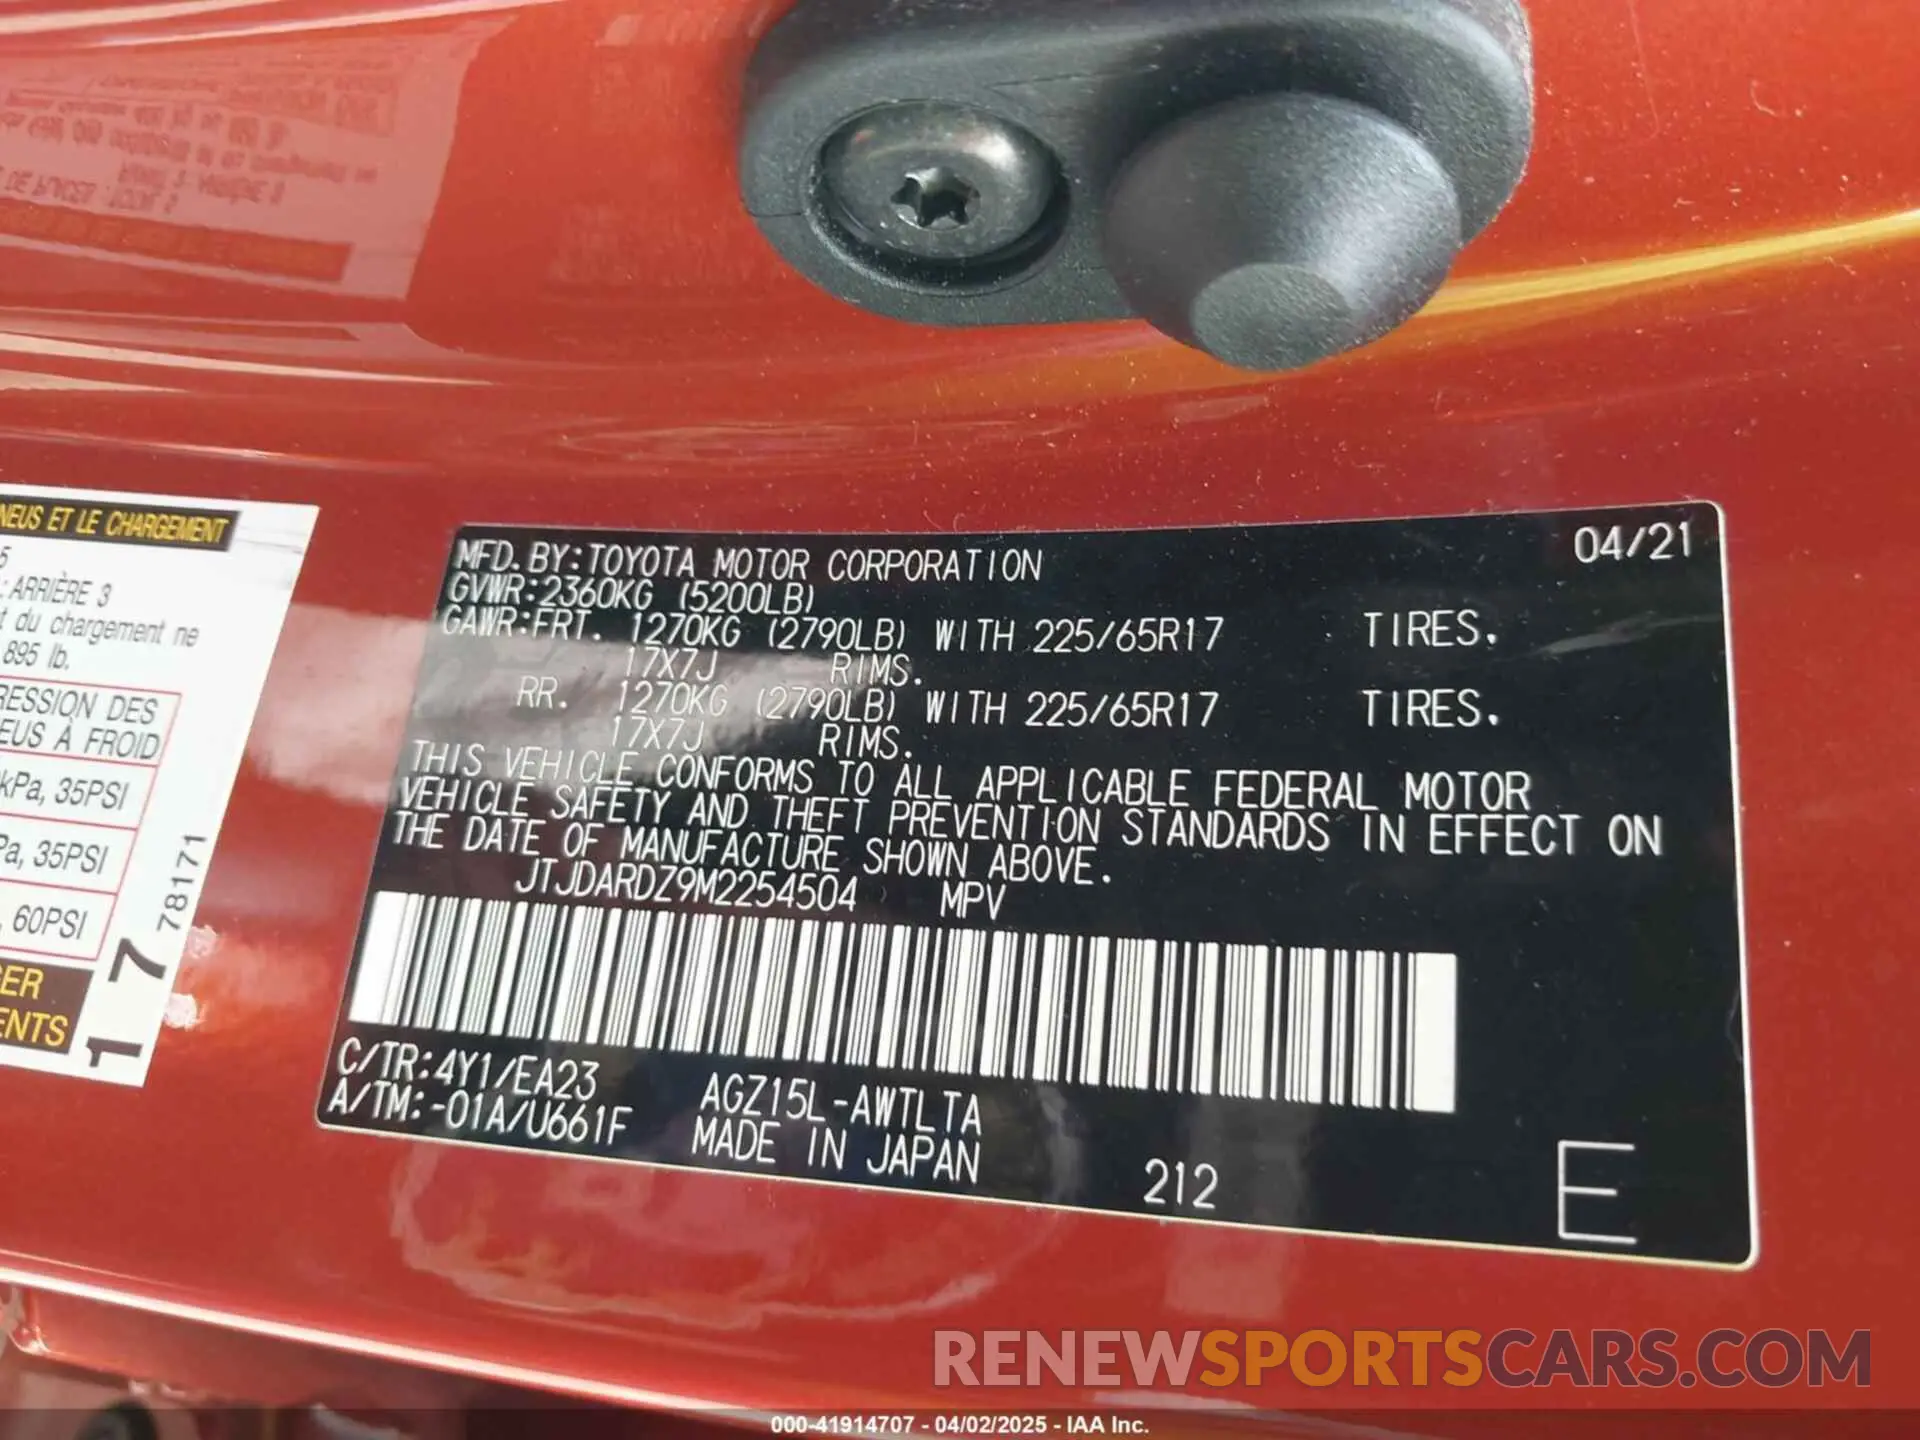 NEUS ET LE CHARGEMENT
5
: ARRIÈRE 3
t du chargement ne
895 lb.
RESSION DES
EUS À FROID
kPa, 35PSI
Pa, 35PSI
, 60PSI
ER
ENTS
1 7 78171
MFD. BY: TOYOTA MOTOR CORPORATION 04/21
GVWR: 2360KG (5200LB)
GAWR: FRT. 1270KG (2790LB) WITH 225/65R17 TIRES.
17X7J RIMS.
RR. 1270KG (2790LB) WITH 225/65R17 TIRES.
17X7J RIMS.
THIS VEHICLE CONFORMS TO ALL APPLICABLE FEDERAL MOTOR
VEHICLE SAFETY AND THEFT PREVENTION STANDARDS IN EFFECT ON
THE DATE OF MANUFACTURE SHOWN ABOVE.
JTJDARDZ9M2254504 MPV
C/TR: 4Y1/EA23 AGZ15L-AWTLTA
A/TM: -01A/U661F MADE IN JAPAN 212 E
RENEWSPORTSCARS.COM
000-41914707 - 04/02/2025 - IAA Inc.